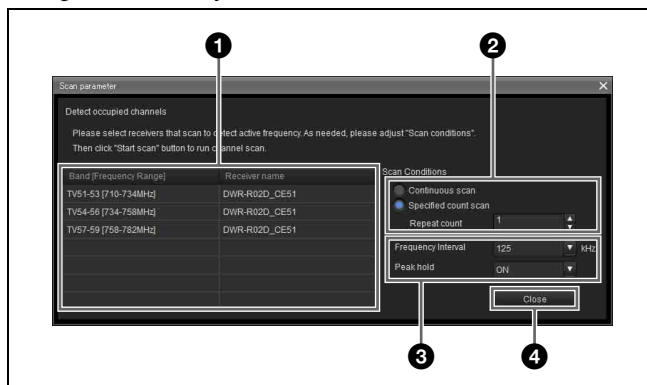 1
2
Scan parameter
Detect occupied channels
Please select receivers that scan to detect active frequency. As needed, please adjust "Scan conditions".
Then click "Start scan" button to run channel scan.
Band [Frequency Range] Receiver name
TV51-53 [710-734MHz] DWR-R02D_CE51
TV54-56 [734-758MHz] DWR-R02D_CE51
TV57-59 [758-782MHz] DWR-R02D_CE51
Scan Conditions
Continuous scan
Specified count scan
Repeat count 1
Frequency Interval 125 kHz
Peak hold ON
Close
3
4